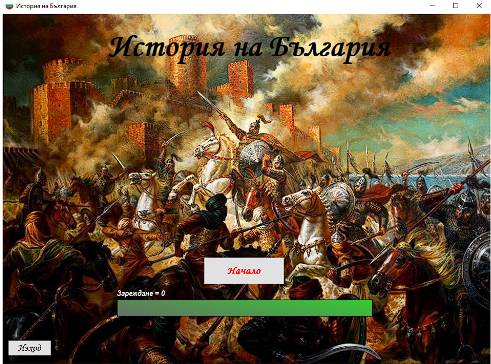 История на България
История на България
Начало
Зареждане = 0
Изход